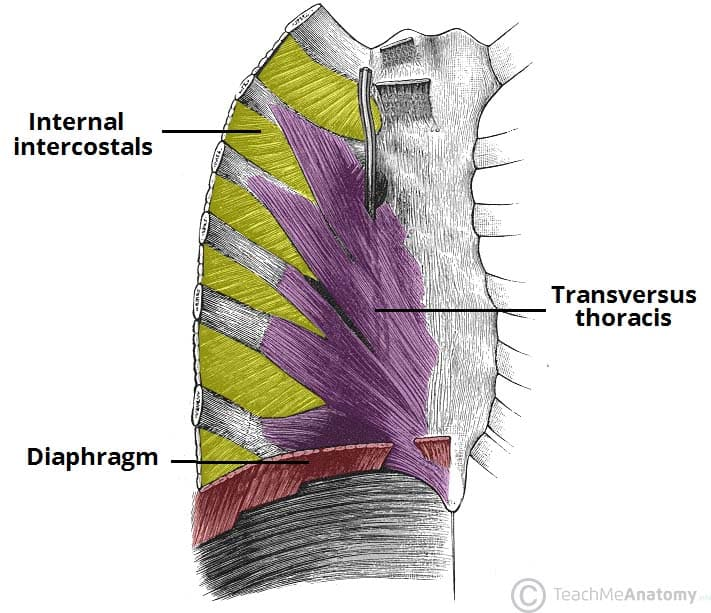 Internal
intercostals
Transversus
thoracis
Diaphragm
© TeachMeAnatomy